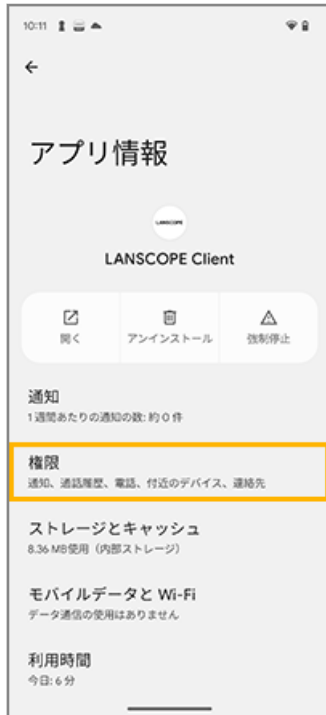 10:11
アプリ情報
LANSCOPE
LANSCOPE Client
開く
アンインストール
強制停止
通知
1週間あたりの通知の数: 約 0 件
権限
通知、通話履歴、電話、付近のデバイス、連絡先
ストレージとキャッシュ
8.36 MB使用（内部ストレージ）
モバイルデータと Wi-Fi
データ通信の使用はありません
利用時間
今日: 6 分